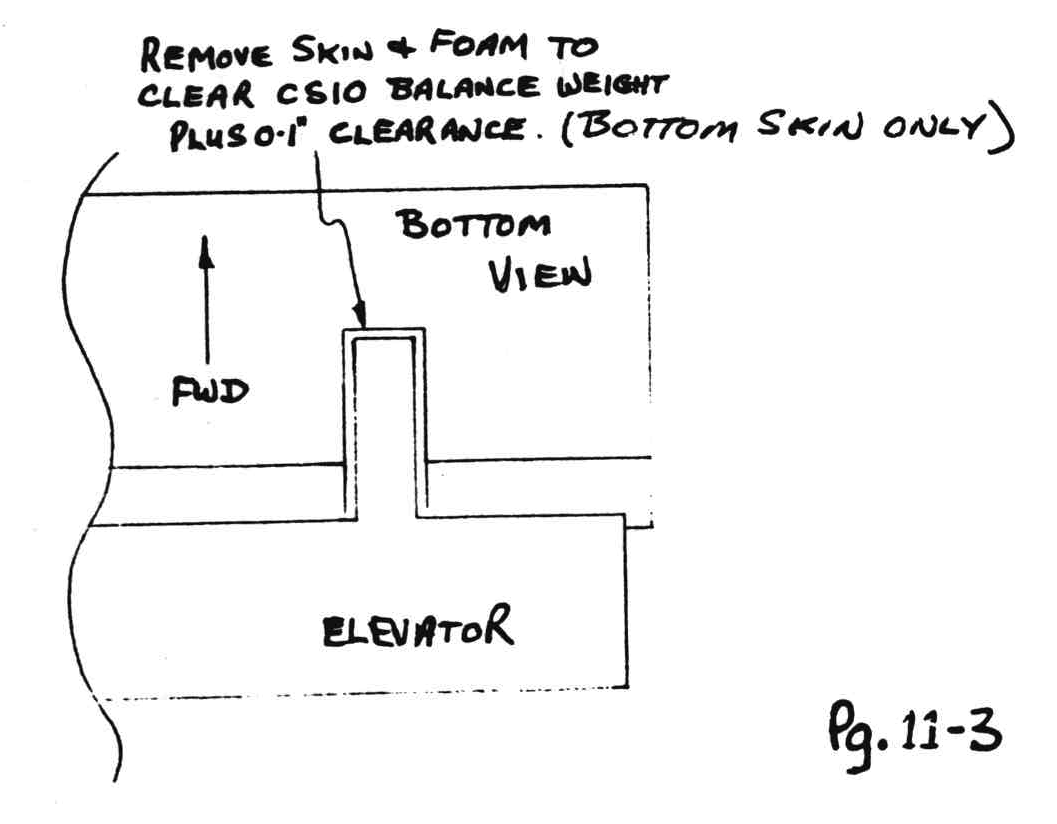 REMOVE SKIN & FOAM TO
CLEAR CS10 BALANCE WEIGHT
PLUS 0.1" CLEARANCE. (BOTTOM SKIN ONLY)
BOTTOM
VIEW
FWD
ELEVATOR
Pg. 11-3